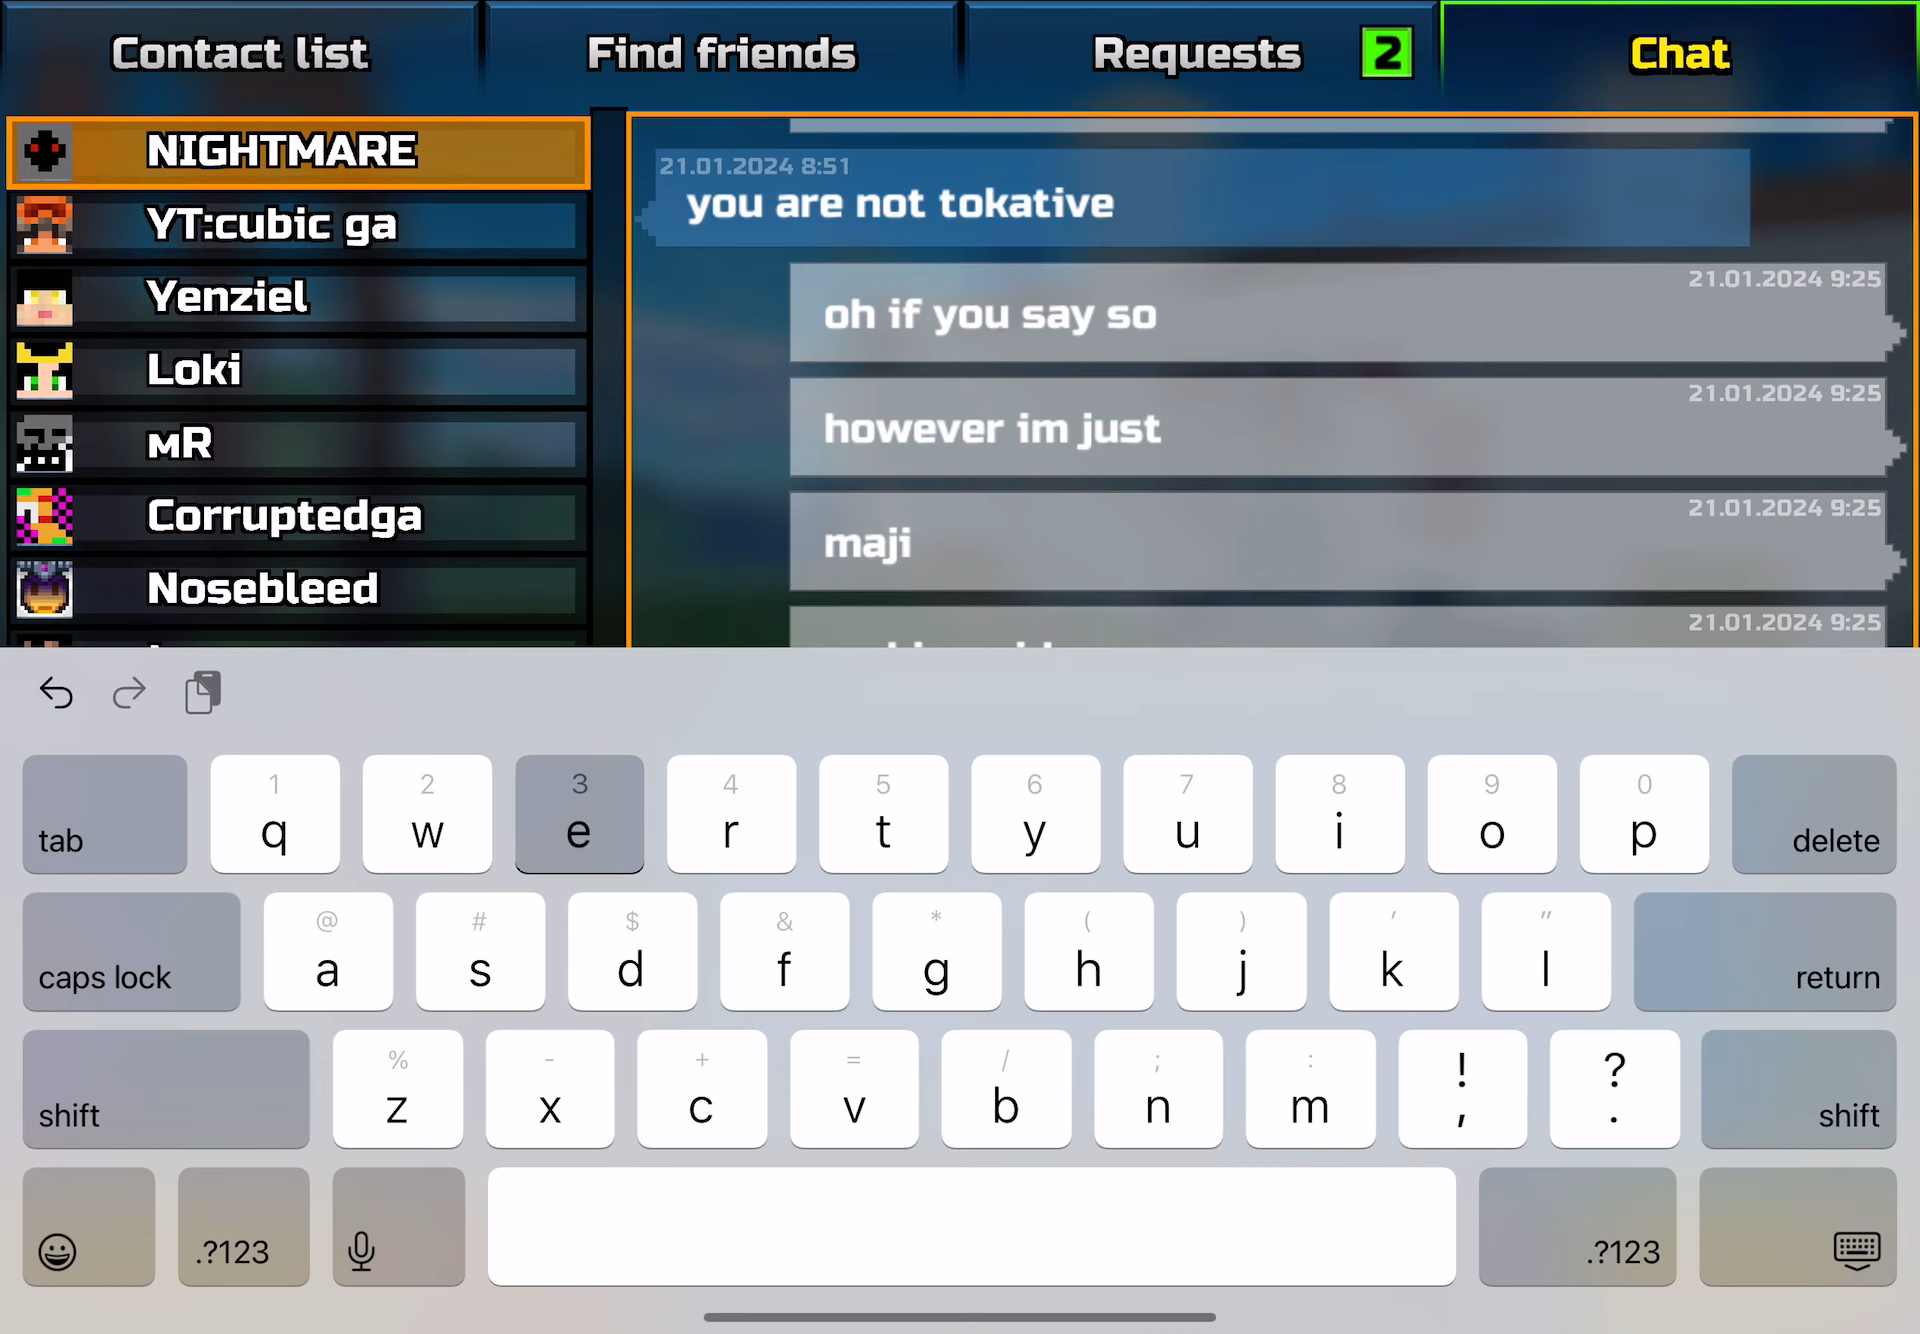 Contact list
Find friends
Requests
2
Chat
NIGHTMARE
YT:cubic ga
Yenziel
Loki
мR
Corruptedga
Nosebleed
21.01.2024 8:51
you are not tokative
21.01.2024 9:25
oh if you say so
21.01.2024 9:25
however im just
21.01.2024 9:25
maji
21.01.2024 9:25
tab
1 2 3 4 5 6 7 8 9 0
q w e r t y u i o p
delete
caps lock
@ # $ & * ( ) ' "
a s d f g h j k l
return
shift
% - + = / ; : ! ?
z x c v b n m , .
shift
.?123
.?123